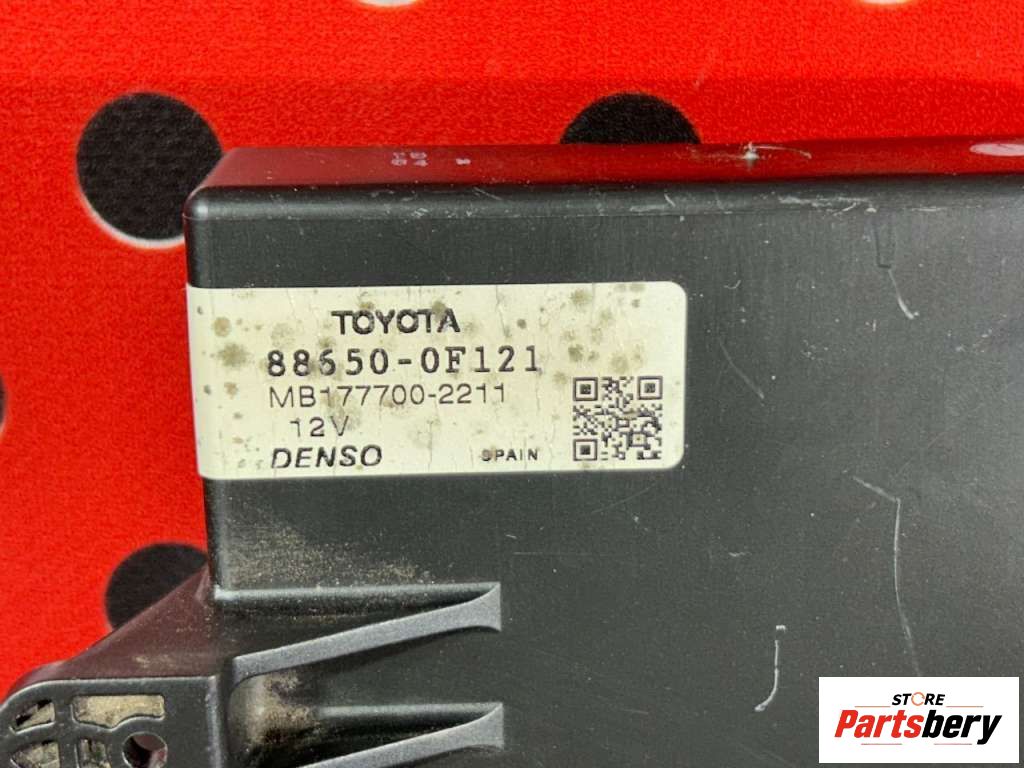 TOYOTA
88650-0F121
MB177700-2211
12V
DENSO SPAIN
STORE
Partsbery